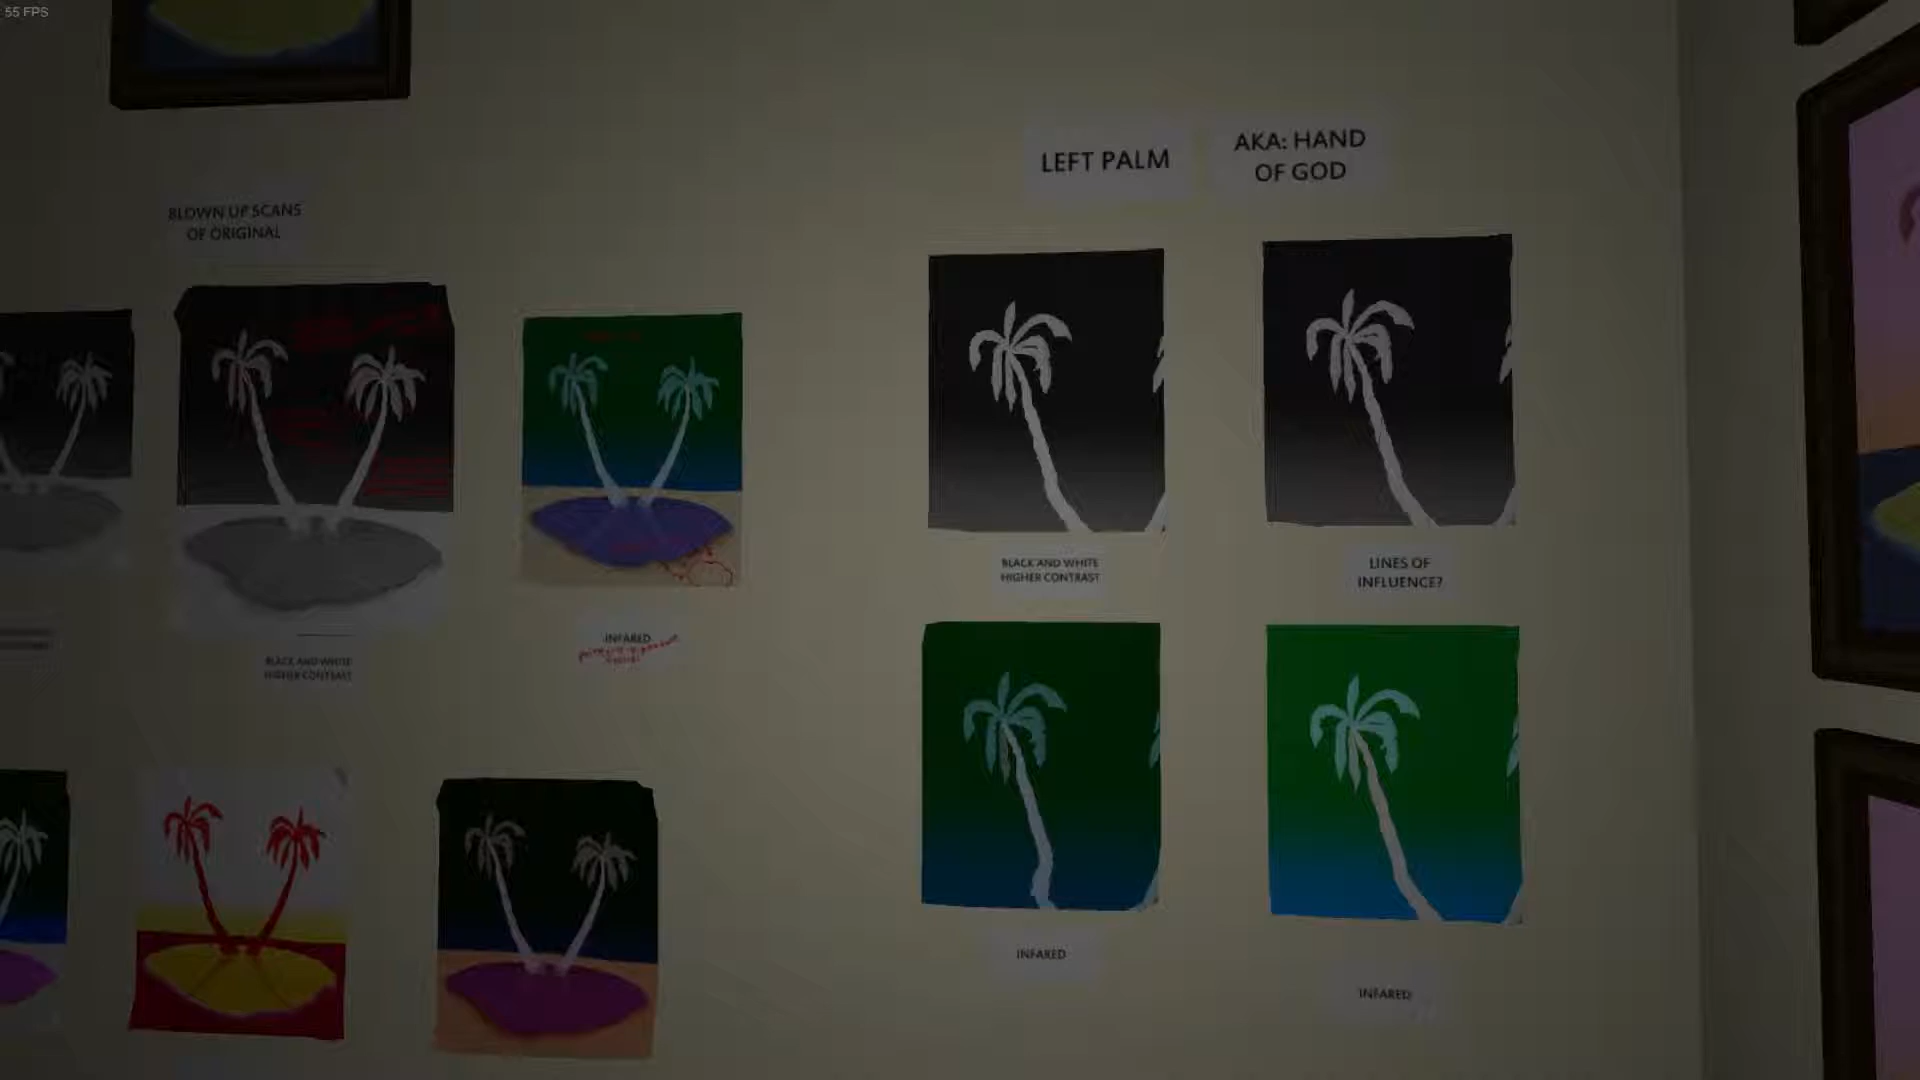 55 FPS
BLOWN UP SCANS
OF ORIGINAL
LEFT PALM
AKA: HAND
OF GOD
BLACK AND WHITE
HIGHER CONTRAST
INFARED
BLACK AND WHITE
HIGHER CONTRAST
LINES OF
INFLUENCE?
INFARED
INFARED